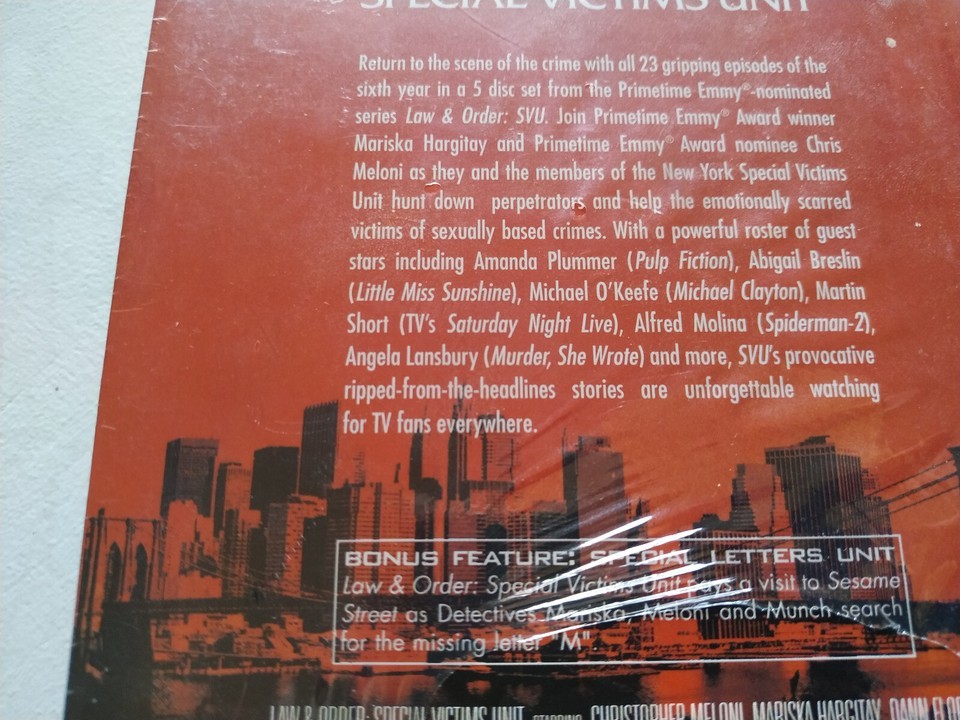 SPECIAL VICTIMS UNIT
Return to the scene of the crime with all 23 gripping episodes of the
sixth year in a 5 disc set from the Primetime Emmy®-nominated
series Law & Order: SVU. Join Primetime Emmy® Award winner
Mariska Hargitay and Primetime Emmy® Award nominee Chris
Meloni as they and the members of the New York Special Victims
Unit hunt down perpetrators and help the emotionally scarred
victims of sexually based crimes. With a powerful roster of guest
stars including Amanda Plummer (Pulp Fiction), Abigail Breslin
(Little Miss Sunshine), Michael O'Keefe (Michael Clayton), Martin
Short (TV's Saturday Night Live), Alfred Molina (Spiderman-2),
Angela Lansbury (Murder, She Wrote) and more, SVU's provocative
ripped-from-the-headlines stories are unforgettable watching
for TV fans everywhere.
BONUS FEATURE: SPECIAL LETTERS UNIT
Law & Order: Special Victims Unit pays a visit to Sesame
Street as Detectives Mariska, Meloni and Munch search
for the missing letter "M".
LAW & ORDER: SPECIAL VICTIMS UNIT STARRING CHRISTOPHER MELONI, MARISKA HARGITAY, DANN FLOR